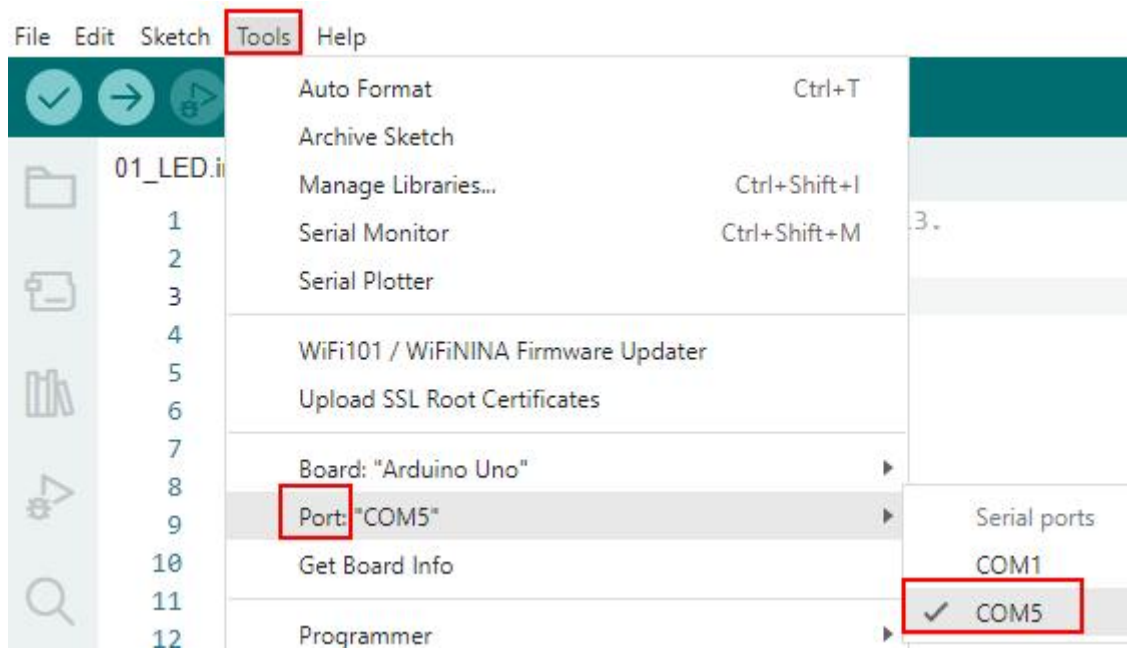 File Edit Sketch Tools Help
Auto Format Ctrl+T
Archive Sketch
01_LED.i
Manage Libraries... Ctrl+Shift+I
1 3.
Serial Monitor Ctrl+Shift+M
2
Serial Plotter
3
4
WiFi101 / WiFiNINA Firmware Updater
5
Upload SSL Root Certificates
6
7
Board: "Arduino Uno"
8
Port: "COM5" Serial ports
9
10 Get Board Info COM1
11
COM5
12 Programmer